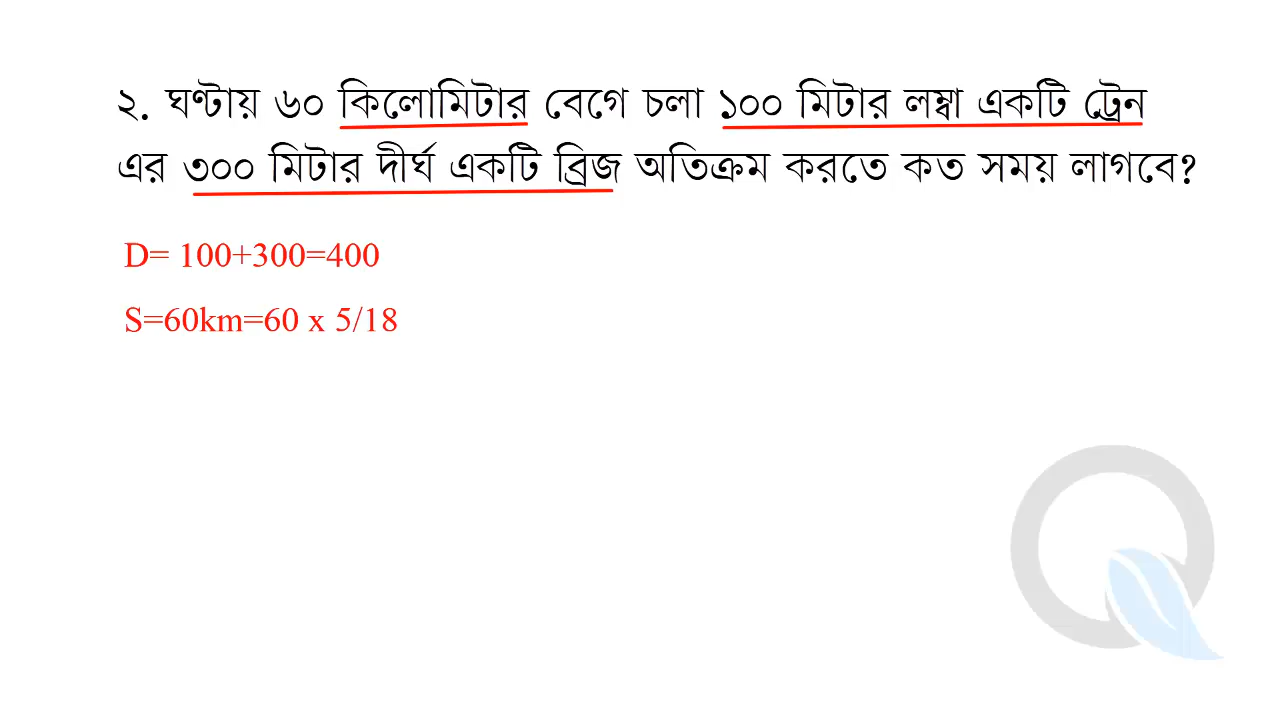 ২. ঘণ্টায় ৬০ কিলোমিটার বেগে চলা ১০০ মিটার লম্বা একটি ট্রেন
এর ৩০০ মিটার দীর্ঘ একটি ব্রিজ অতিক্রম করতে কত সময় লাগবে?
D= 100+300=400
S=60km=60 x 5/18